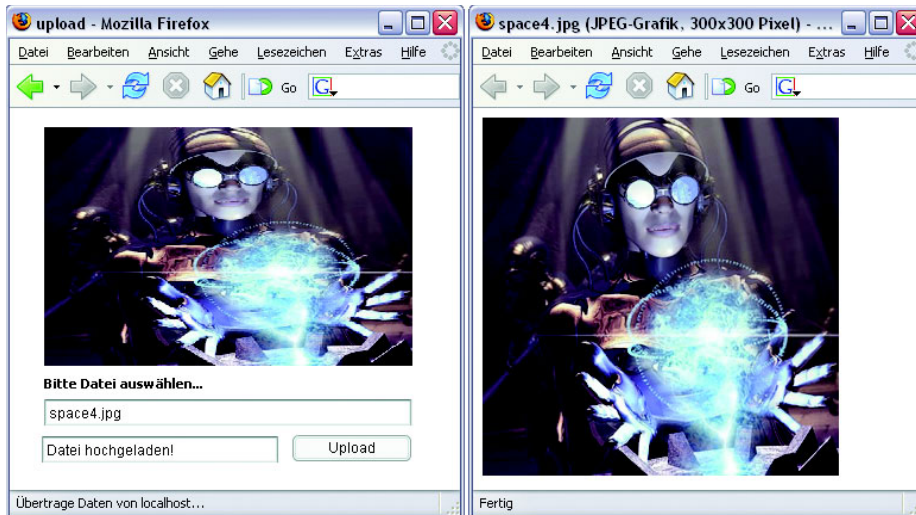 upload - Mozilla Firefox
Datei Bearbeiten Ansicht Gehe Lesezeichen Extras Hilfe
Go G
Bitte Datei auswählen...
space4.jpg
Datei hochgeladen!
Upload
Übertrage Daten von localhost...
space4.jpg (JPEG-Grafik, 300x300 Pixel) - ...
Datei Bearbeiten Ansicht Gehe Lesezeichen Extras Hilfe
Go G
Fertig